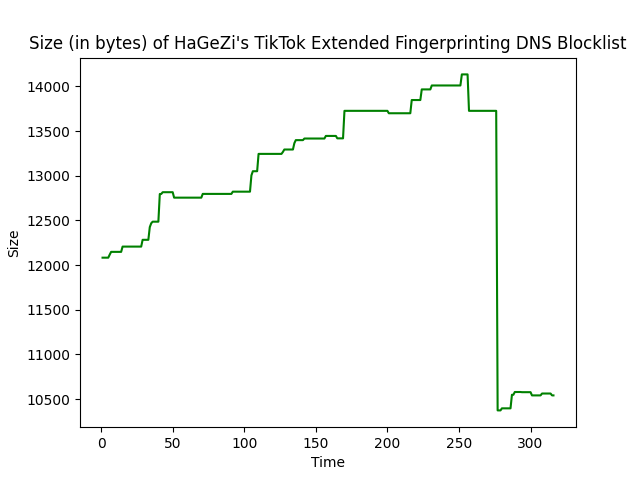 Size (in bytes) of HaGeZi's TikTok Extended Fingerprinting DNS Blocklist
14000
13500
13000
12500
12000
11500
11000
10500
Size
0 50 100 150 200 250 300
Time